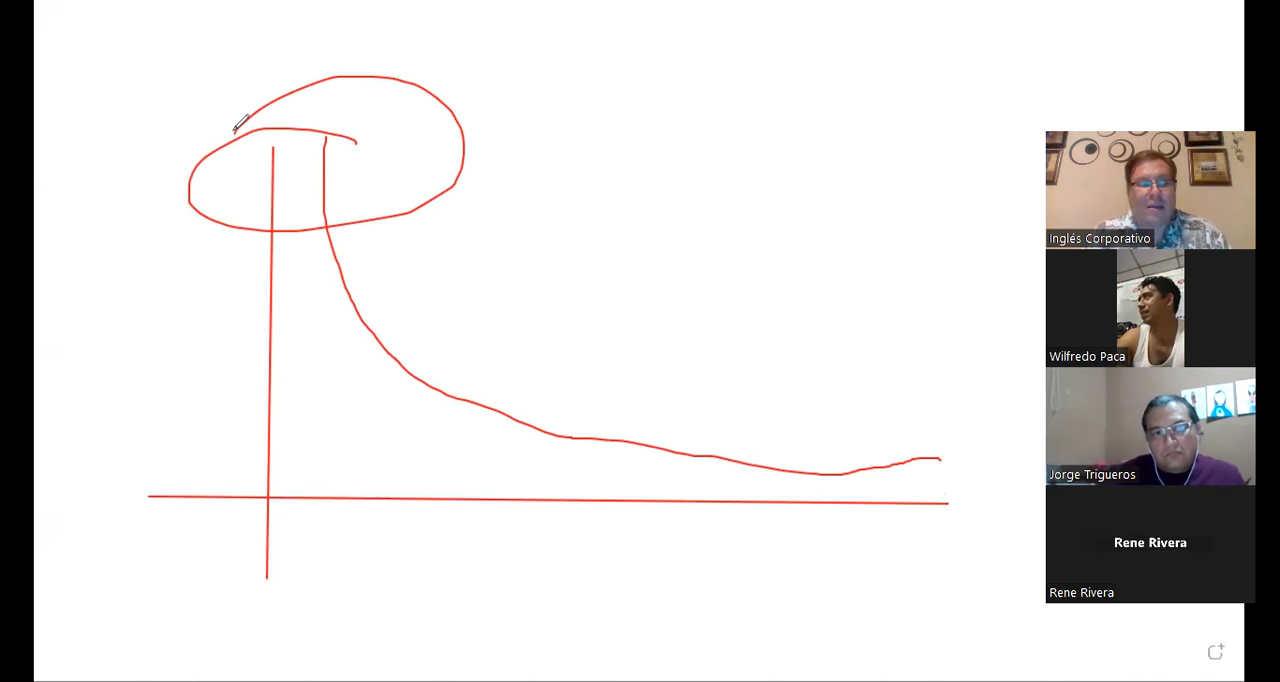 Inglés Corporativo
Wilfredo Paca
Jorge Trigueros
Rene Rivera
Rene Rivera